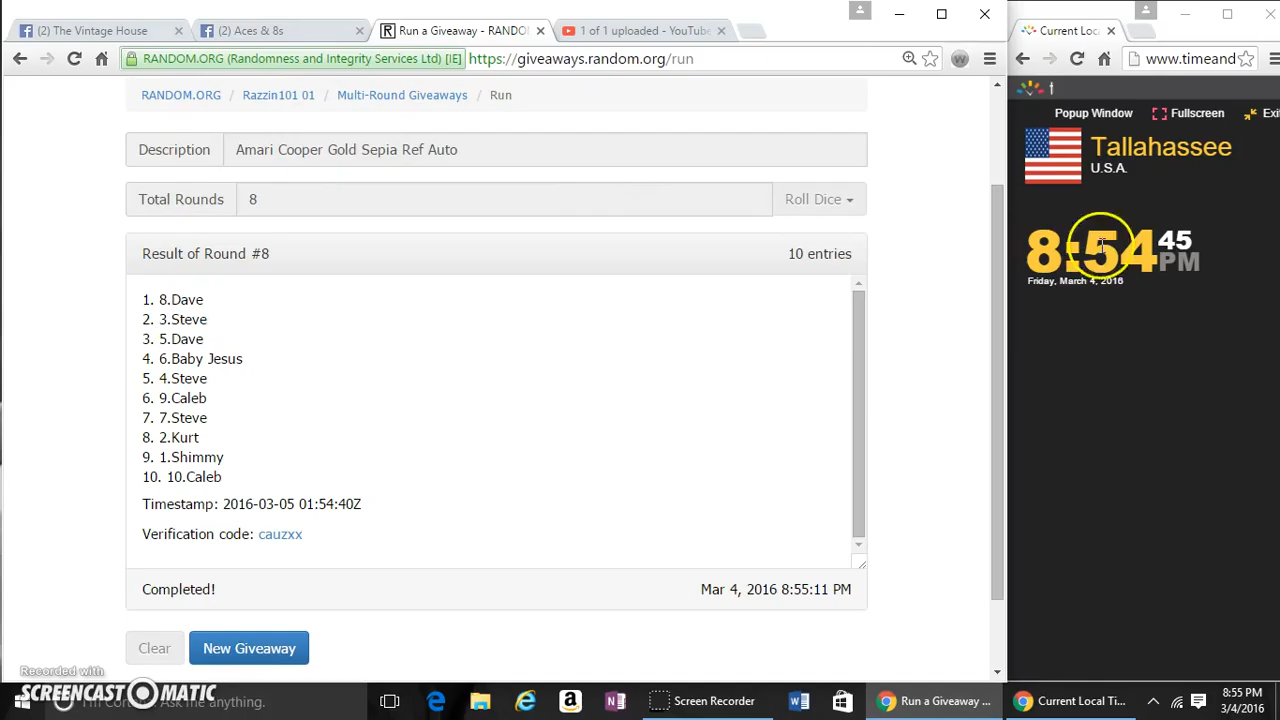 (2) The Vintage House
(2) Aces & 8s
Run a Giveaway - RANDO
1 of 1 uploaded - YouTube
Current Loc
RANDOM.ORG (Randomness and Integrity Services Ltd) [IE]
https://giveaways.random.org/run
www.timeand
RANDOM.ORG / Razzin101 01 / Multi-Round Giveaways / Run
Popup Window
Fullscreen
Exi
Description
Amari Cooper Gold Sepia Ref Auto
Tallahassee
U.S.A.
Total Rounds
8
Roll Dice
8:54 45 PM
Friday, March 4, 2016
Result of Round #8
10 entries
1. 8.Dave
2. 3.Steve
3. 5.Dave
4. 6.Baby Jesus
5. 4.Steve
6. 9.Caleb
7. 7.Steve
8. 2.Kurt
9. 1.Shimmy
10. 10.Caleb
Timestamp: 2016-03-05 01:54:40Z
Verification code: cauzxx
Completed!
Mar 4, 2016 8:55:11 PM
Clear
New Giveaway
Recorded with
SCREENCAST-O-MATIC
Ask me anything.
Screen Recorder
Run a Giveaway ...
Current Local Ti...
8:55 PM
3/4/2016